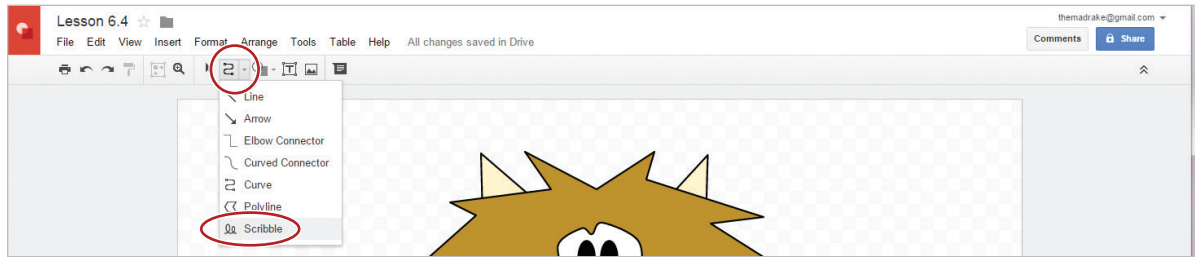 Lesson 6.4
themadrake@gmail.com
File Edit View Insert Format Arrange Tools Table Help All changes saved in Drive
Comments Share
Line
Arrow
Elbow Connector
Curved Connector
Curve
Polyline
Scribble